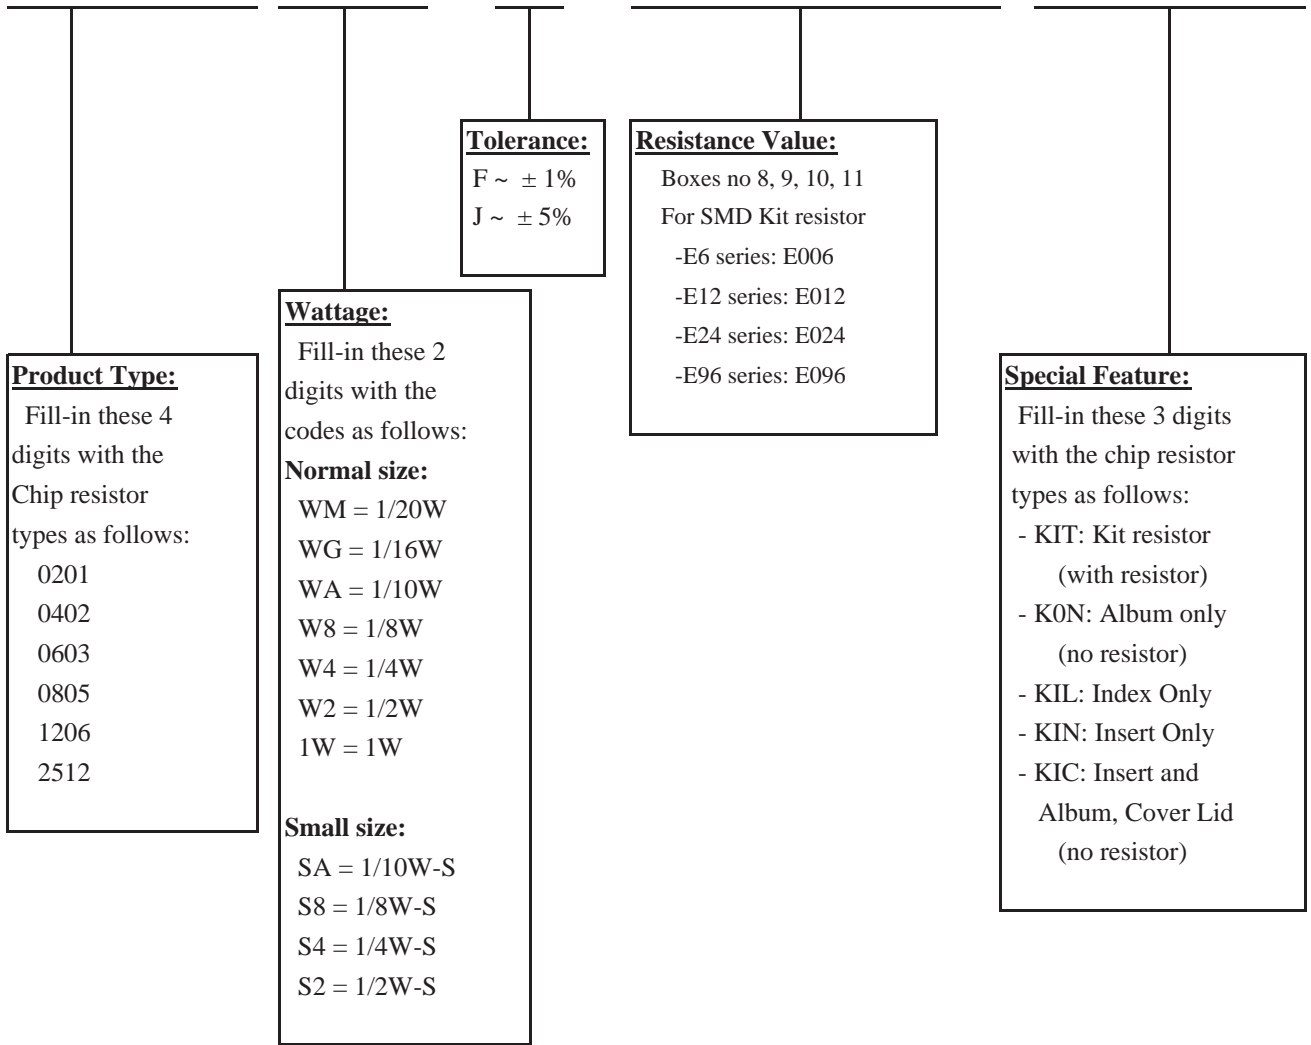 Tolerance:
F ~ ± 1%
J ~ ± 5%
Resistance Value:
Boxes no 8, 9, 10, 11
For SMD Kit resistor
-E6 series: E006
-E12 series: E012
-E24 series: E024
-E96 series: E096
Wattage:
Fill-in these 2
digits with the
codes as follows:
Normal size:
WM = 1/20W
WG = 1/16W
WA = 1/10W
W8 = 1/8W
W4 = 1/4W
W2 = 1/2W
1W = 1W
Small size:
SA = 1/10W-S
S8 = 1/8W-S
S4 = 1/4W-S
S2 = 1/2W-S
Product Type:
Fill-in these 4
digits with the
Chip resistor
types as follows:
0201
0402
0603
0805
1206
2512
Special Feature:
Fill-in these 3 digits
with the chip resistor
types as follows:
- KIT: Kit resistor
(with resistor)
- K0N: Album only
(no resistor)
- KIL: Index Only
- KIN: Insert Only
- KIC: Insert and
Album, Cover Lid
(no resistor)